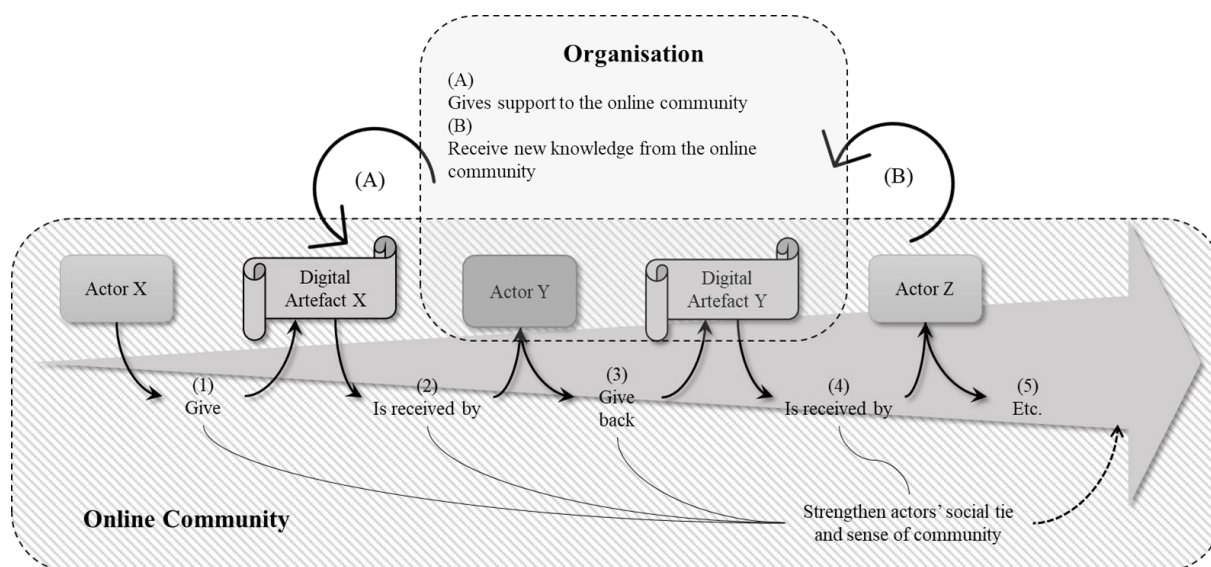 Organisation
(A)
Gives support to the online community
(B)
Receive new knowledge from the online
community
(A)
(B)
Actor X
Digital
Artefact X
Actor Y
Digital
Artefact Y
Actor Z
(1)
Give
(2)
Is received by
(3)
Give
back
(4)
Is received by
(5)
Etc.
Online Community
Strengthen actors' social tie
and sense of community